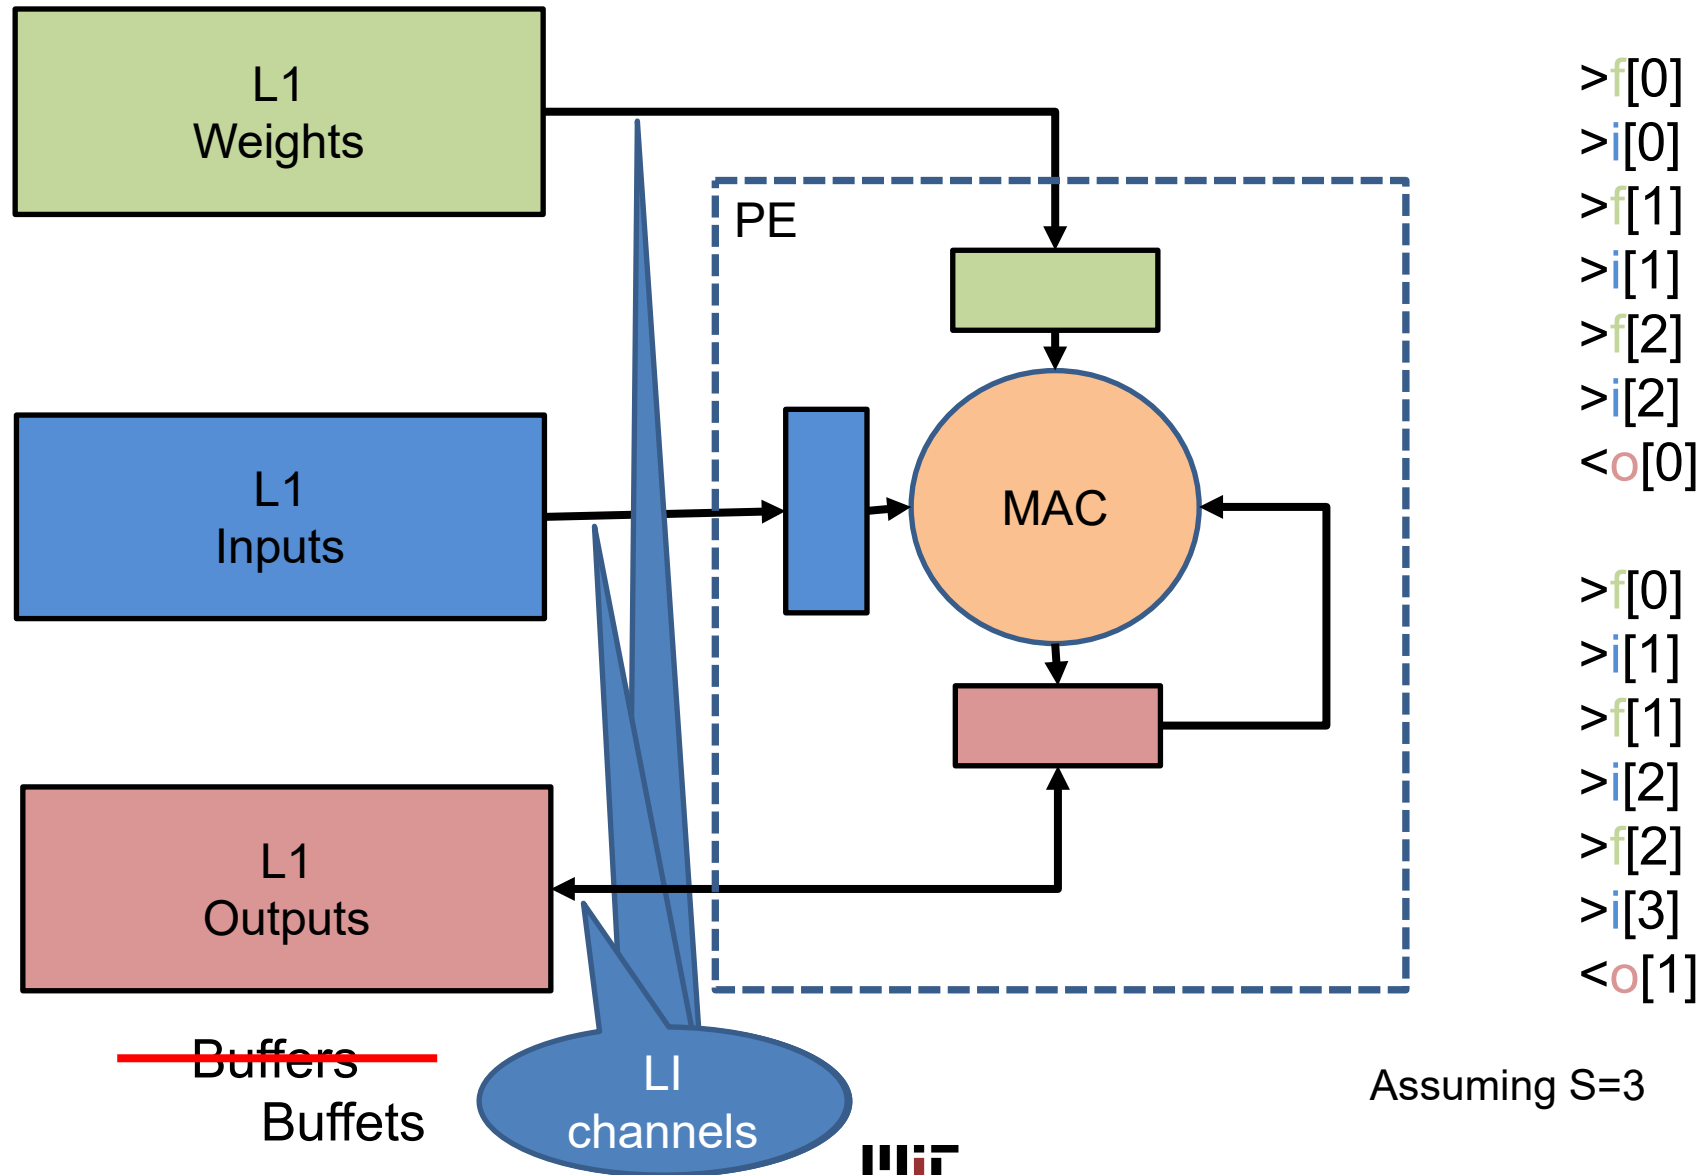 L1
Weights
PE
L1
Inputs
MAC
L1
Outputs
Buffers
Buffets
LI
channels
>f[0]
>i[0]
>f[1]
>i[1]
>f[2]
>i[2]
<o[0]
>f[0]
>i[1]
>f[1]
>i[2]
>f[2]
>i[3]
<o[1]
Assuming S=3
MIT